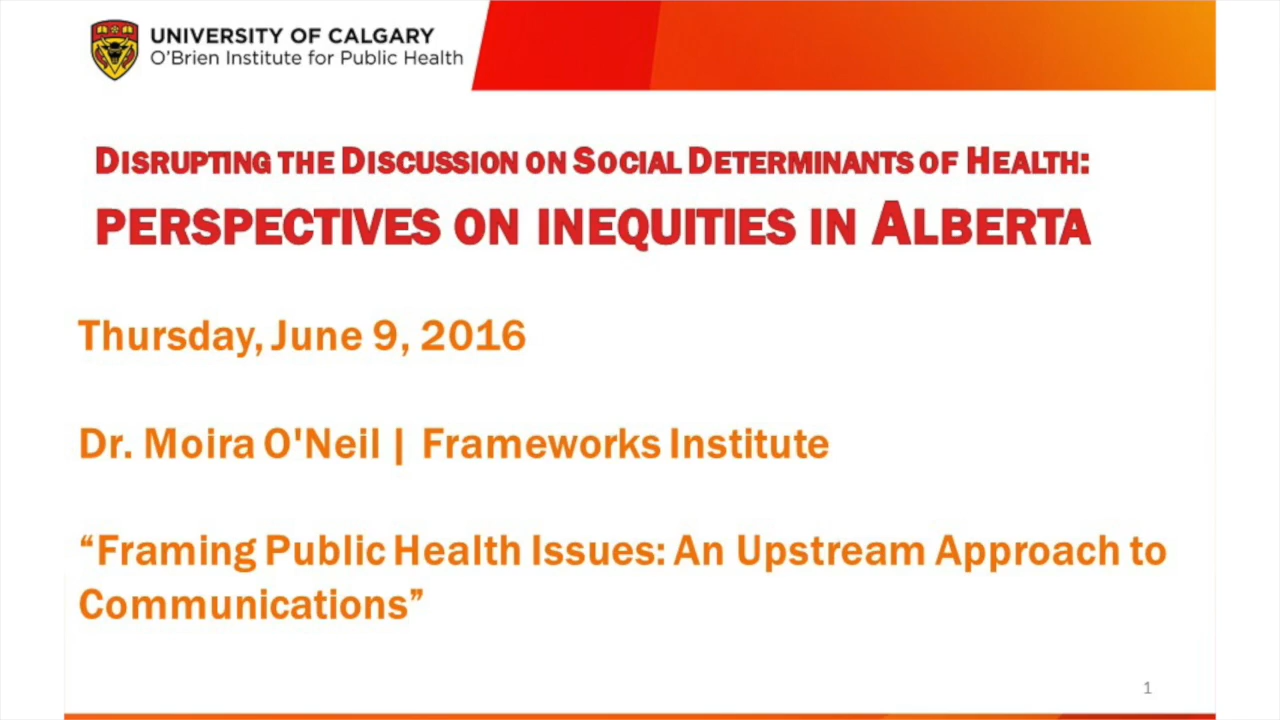 UNIVERSITY OF CALGARY
O'Brien Institute for Public Health
DISRUPTING THE DISCUSSION ON SOCIAL DETERMINANTS OF HEALTH:
PERSPECTIVES ON INEQUITIES IN ALBERTA
Thursday, June 9, 2016
Dr. Moira O'Neil | Frameworks Institute
“Framing Public Health Issues: An Upstream Approach to
Communications”
1